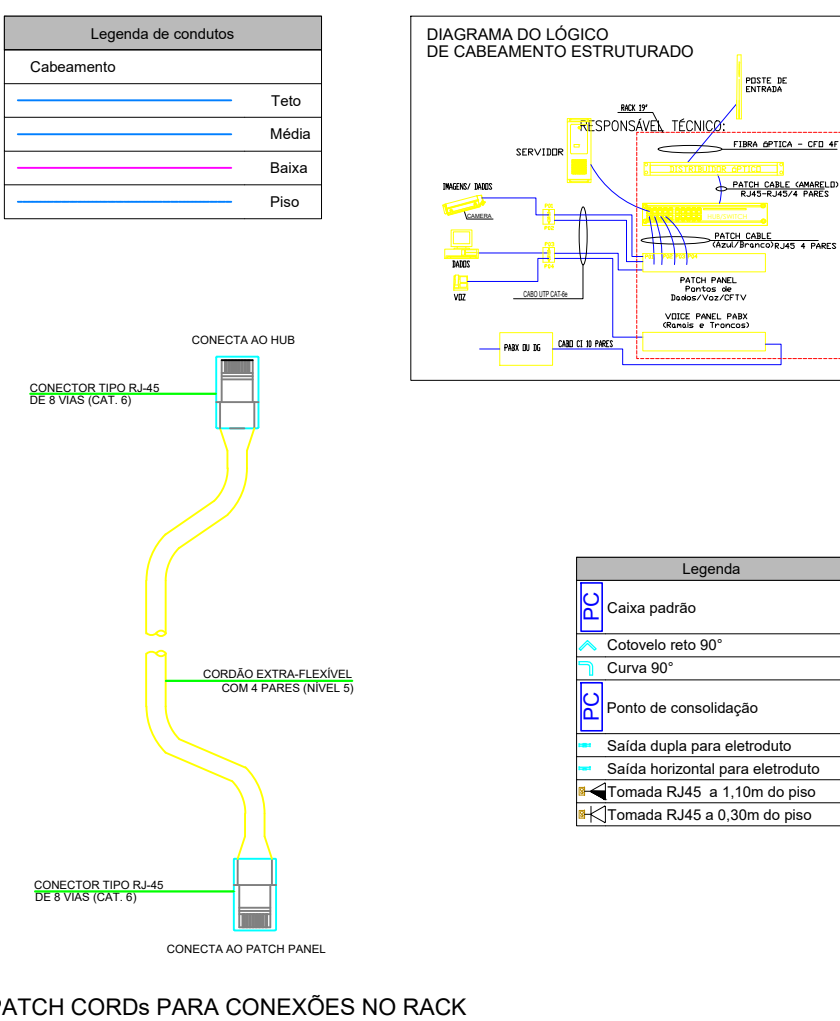 Legenda de condutos
Cabeamento
Teto
Média
Baixa
Piso
DIAGRAMA DO LÓGICO
DE CABEAMENTO ESTRUTURADO
POSTE DE
ENTRADA
RACK 19"
RESPONSÁVEL TÉCNICO:
FIBRA OPTICA - CFO 4F
SERVIDOR
DISTRIBUIDOR OPTICO
PATCH CABLE (AMARELO)
RJ45-RJ45/4 PARES
IMAGENS/ DADOS
CAMERA
PATCH CABLE
(Azul/Branco)RJ45 4 PARES
DADOS
VOZ
CABO UTP CAT-6e
PATCH PANEL
Pontos de
Dados/Voz/CFTV
VOICE PANEL PABX
(Ramais e Troncos)
PABX OU DG
CABO CI 10 PARES
CONECTA AO HUB
CONECTOR TIPO RJ-45
DE 8 VIAS (CAT. 6)
CORDÃO EXTRA-FLEXÍVEL
COM 4 PARES (NÍVEL 5)
CONECTOR TIPO RJ-45
DE 8 VIAS (CAT. 6)
CONECTA AO PATCH PANEL
Legenda
PC Caixa padrão
Cotovelo reto 90°
Curva 90°
PC Ponto de consolidação
Saída dupla para eletroduto
Saída horizontal para eletroduto
Tomada RJ45 a 1,10m do piso
Tomada RJ45 a 0,30m do piso
PATCH CORDs PARA CONEXÕES NO RACK